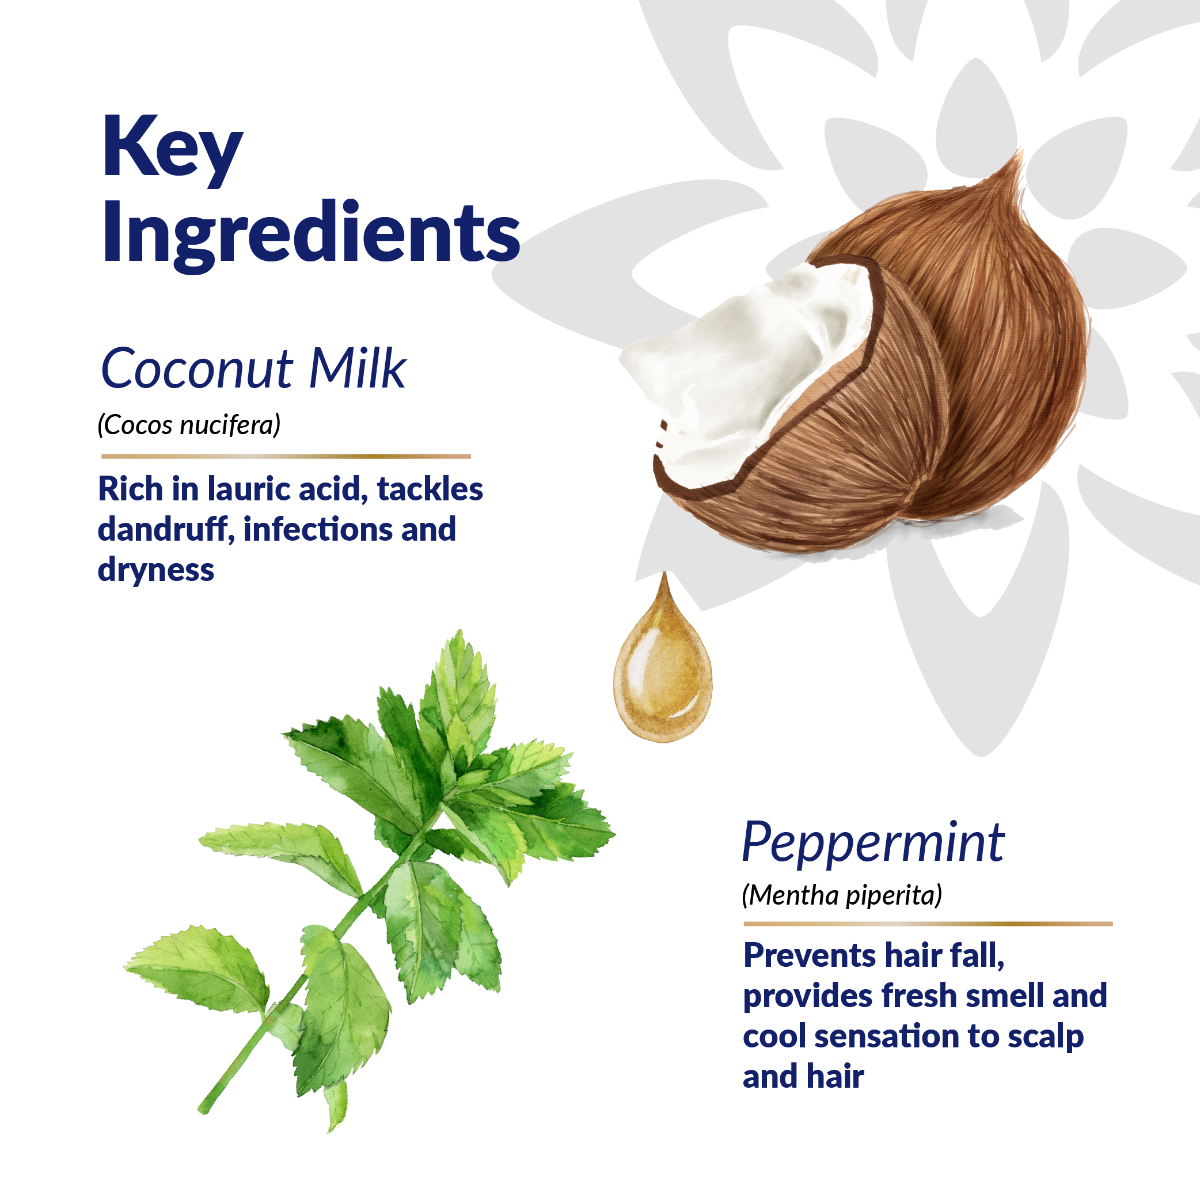 Key
Ingredients
Coconut Milk
(Cocos nucifera)
Rich in lauric acid, tackles
dandruff, infections and
dryness
Peppermint
(Mentha piperita)
Prevents hair fall,
provides fresh smell and
cool sensation to scalp
and hair